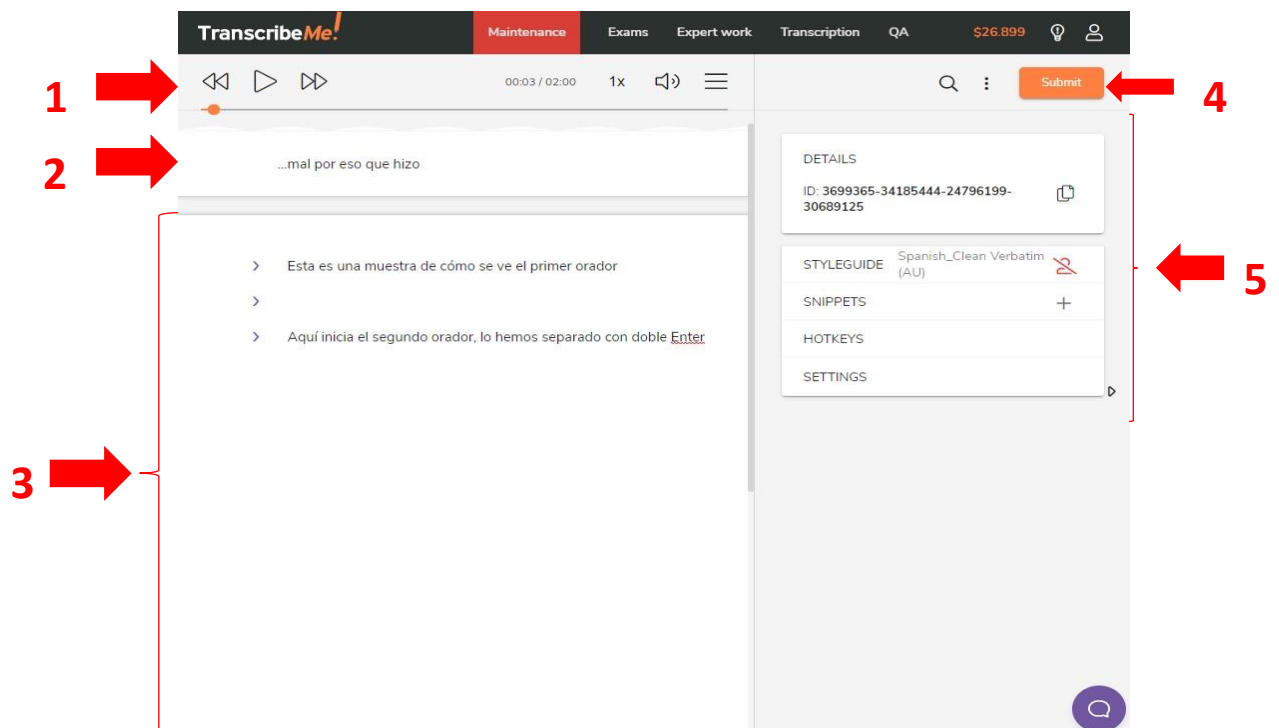 TranscribeMe!
Maintenance Exams Expert work Transcription QA $26.899
1
00:03 / 02:00 1x
Submit
4
2
...mal por eso que hizo
DETAILS
ID: 3699365-34185444-24796199-
30689125
5
STYLEGUIDE Spanish_Clean Verbatim
(AU)
SNIPPETS
HOTKEYS
SETTINGS
3
Esta es una muestra de cómo se ve el primer orador
Aquí inicia el segundo orador, lo hemos separado con doble Enter